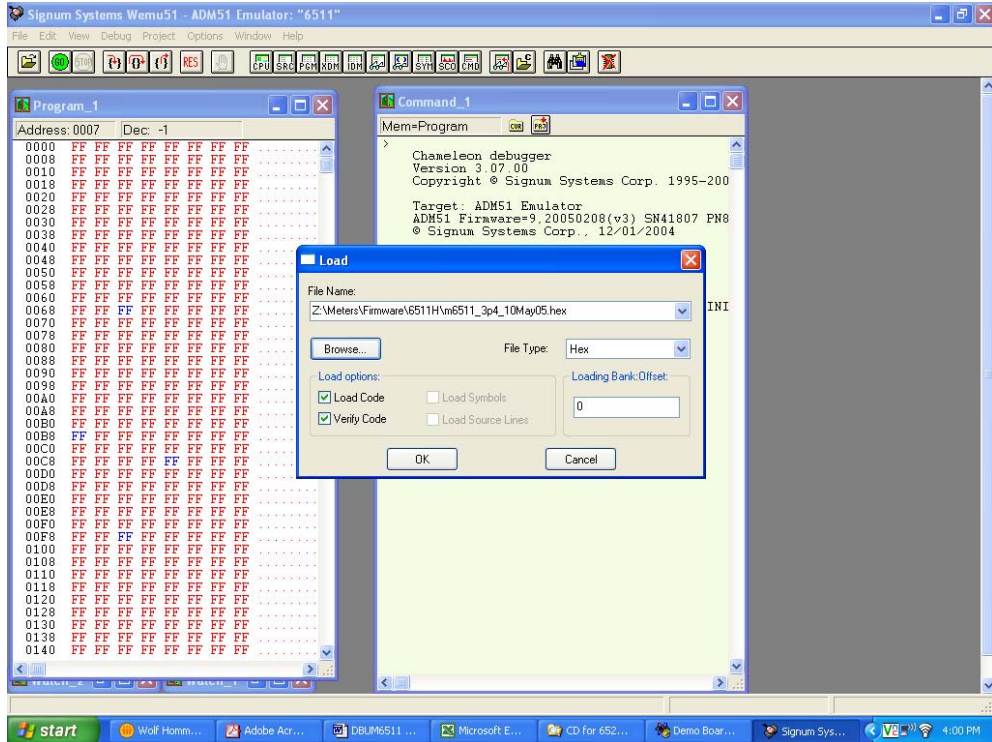 Signum Systems Wemu51 - ADM51 Emulator: "6511"
File Edit View Debug Project Options Window Help
GO STOP RES CPU SRC PGM XDM IDM SYM SCO CMD
Program_1
Address: 0007 Dec: -1
0000 FF FF FF FF FF FF FF FF ........
0008 FF FF FF FF FF FF FF FF ........
0010 FF FF FF FF FF FF FF FF ........
0018 FF FF FF FF FF FF FF FF ........
0020 FF FF FF FF FF FF FF FF ........
0028 FF FF FF FF FF FF FF FF ........
0030 FF FF FF FF FF FF FF FF ........
0038 FF FF FF FF FF FF FF FF ........
0040 FF FF FF FF FF FF FF FF ........
0048 FF FF FF FF FF FF FF FF ........
0050 FF FF FF FF FF FF FF FF ........
0058 FF FF FF FF FF FF FF FF ........
0060 FF FF FF FF FF FF FF FF ........
0068 FF FF FF FF FF FF FF FF ........
0070 FF FF FF FF FF FF FF FF ........
0078 FF FF FF FF FF FF FF FF ........
0080 FF FF FF FF FF FF FF FF ........
0088 FF FF FF FF FF FF FF FF ........
0090 FF FF FF FF FF FF FF FF ........
0098 FF FF FF FF FF FF FF FF ........
00A0 FF FF FF FF FF FF FF FF ........
00A8 FF FF FF FF FF FF FF FF ........
00B0 FF FF FF FF FF FF FF FF ........
00B8 FF FF FF FF FF FF FF FF ........
00C0 FF FF FF FF FF FF FF FF ........
00C8 FF FF FF FF FF FF FF FF ........
00D0 FF FF FF FF FF FF FF FF ........
00D8 FF FF FF FF FF FF FF FF ........
00E0 FF FF FF FF FF FF FF FF ........
00E8 FF FF FF FF FF FF FF FF ........
00F0 FF FF FF FF FF FF FF FF ........
00F8 FF FF FF FF FF FF FF FF ........
0100 FF FF FF FF FF FF FF FF ........
0108 FF FF FF FF FF FF FF FF ........
0110 FF FF FF FF FF FF FF FF ........
0118 FF FF FF FF FF FF FF FF ........
0120 FF FF FF FF FF FF FF FF ........
0128 FF FF FF FF FF FF FF FF ........
0130 FF FF FF FF FF FF FF FF ........
0138 FF FF FF FF FF FF FF FF ........
0140 FF FF FF FF FF FF FF FF ........
Watch_2 Watch_1
Command_1
Mem=Program CUR PRJ
>
Chameleon debugger
Version 3.07.00
Copyright © Signum Systems Corp. 1995-200
Target: ADM51 Emulator
ADM51 Firmware=9,20050208(v3) SN41807 PN8
© Signum Systems Corp., 12/01/2004
INI
Load
File Name:
Z:\Meters\Firmware\6511H\m6511_3p4_10May05.hex
Browse... File Type: Hex
Load options: Loading Bank:Offset:
Load Code Load Symbols 0
Verify Code Load Source Lines
OK Cancel
start Wolf Homm... Adobe Acr... DBUM6511 ... Microsoft E... CD for 652... Demo Boar... Signum Sys... 4:00 PM